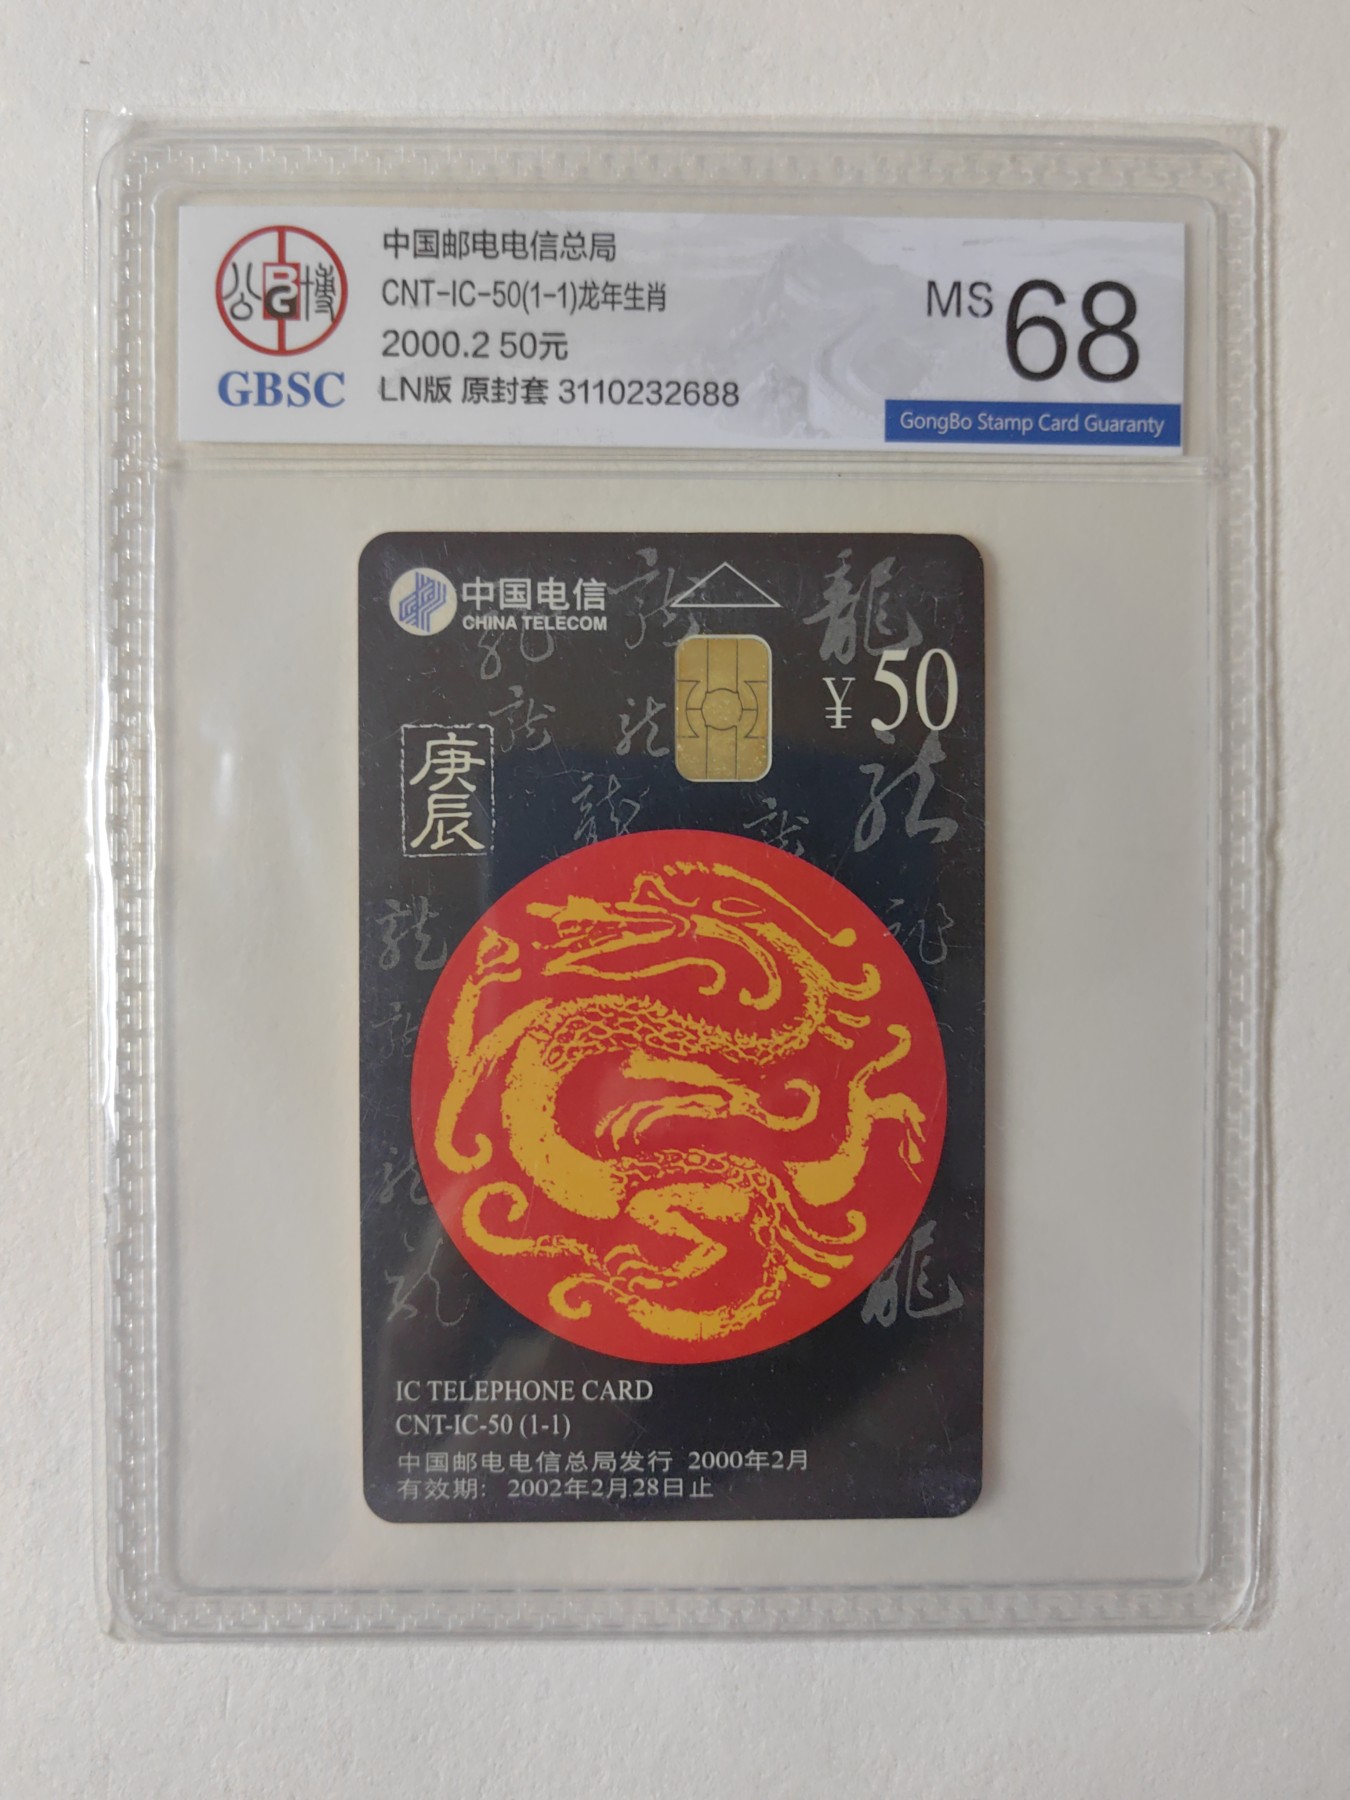 公博
BG
GBSC
中国邮电电信总局
CNT-IC-50(1-1)龙年生肖
2000.2 50元
LN版 原封套 3110232688
MS 68
GongBo Stamp Card Guaranty
中国电信
CHINA TELECOM
¥50
庚辰
IC TELEPHONE CARD
CNT-IC-50 (1-1)
中国邮电电信总局发行 2000年2月
有效期: 2002年2月28日止